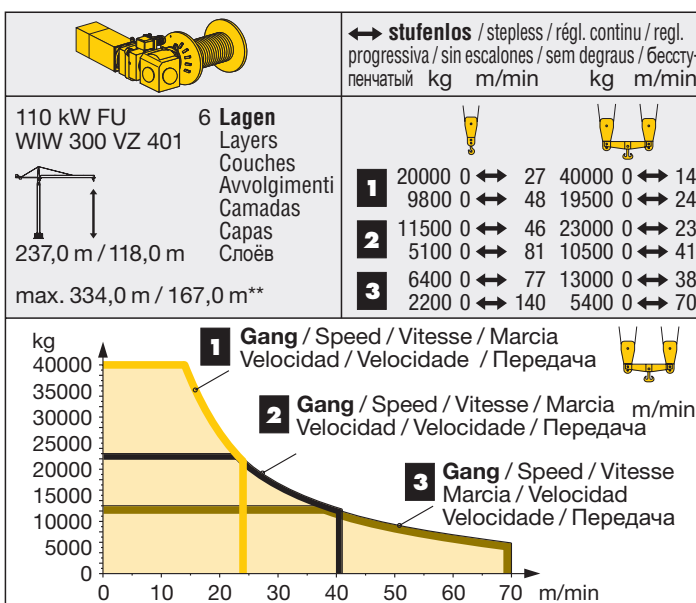 stufenlos / stepless / régl. continu / regl.
progressiva / sin escalones / sem degraus / бессту-
пенчатый kg m/min kg m/min
110 kW FU
WIW 300 VZ 401
237,0 m / 118,0 m
max. 334,0 m / 167,0 m**
6 Lagen
Layers
Couches
Avvolgimenti
Camadas
Capas
Слоёв
1
20000 0 ↔ 27 40000 0 ↔ 14
9800 0 ↔ 48 19500 0 ↔ 24
2
11500 0 ↔ 46 23000 0 ↔ 23
5100 0 ↔ 81 10500 0 ↔ 41
3
6400 0 ↔ 77 13000 0 ↔ 38
2200 0 ↔ 140 5400 0 ↔ 70
kg
40000
35000
30000
25000
20000
15000
10000
5000
0
1 Gang / Speed / Vitesse / Marcia
Velocidad / Velocidade / Передача
2 Gang / Speed / Vitesse / Marcia
Velocidad / Velocidade / Передача
m/min
3 Gang / Speed / Vitesse
Marcia / Velocidad
Velocidade / Передача
0 10 20 30 40 50 60 70 m/min